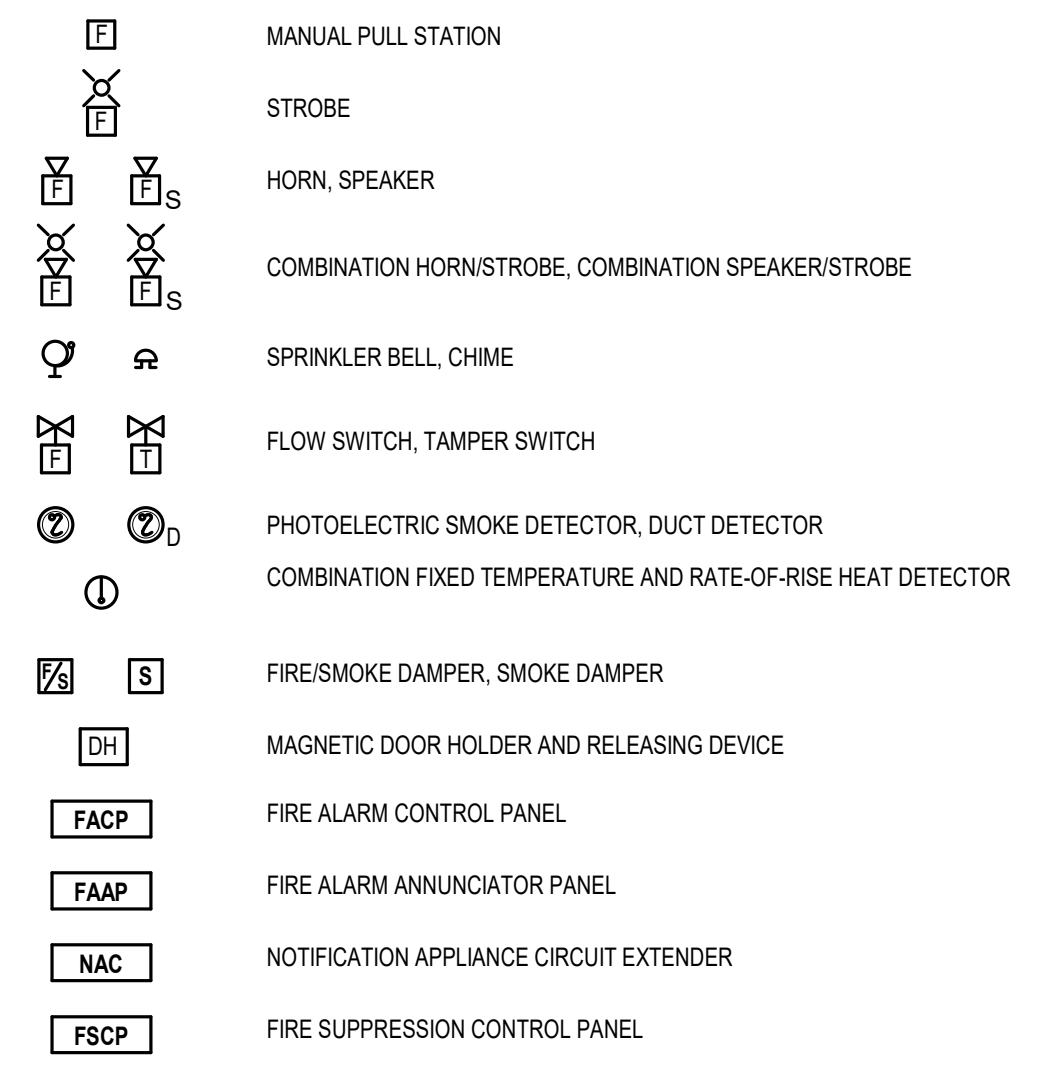 F MANUAL PULL STATION
F STROBE
F F S HORN, SPEAKER
F F S COMBINATION HORN/STROBE, COMBINATION SPEAKER/STROBE
SPRINKLER BELL, CHIME
F T FLOW SWITCH, TAMPER SWITCH
D PHOTOELECTRIC SMOKE DETECTOR, DUCT DETECTOR
COMBINATION FIXED TEMPERATURE AND RATE-OF-RISE HEAT DETECTOR
F/S S FIRE/SMOKE DAMPER, SMOKE DAMPER
DH MAGNETIC DOOR HOLDER AND RELEASING DEVICE
FACP FIRE ALARM CONTROL PANEL
FAAP FIRE ALARM ANNUNCIATOR PANEL
NAC NOTIFICATION APPLIANCE CIRCUIT EXTENDER
FSCP FIRE SUPPRESSION CONTROL PANEL